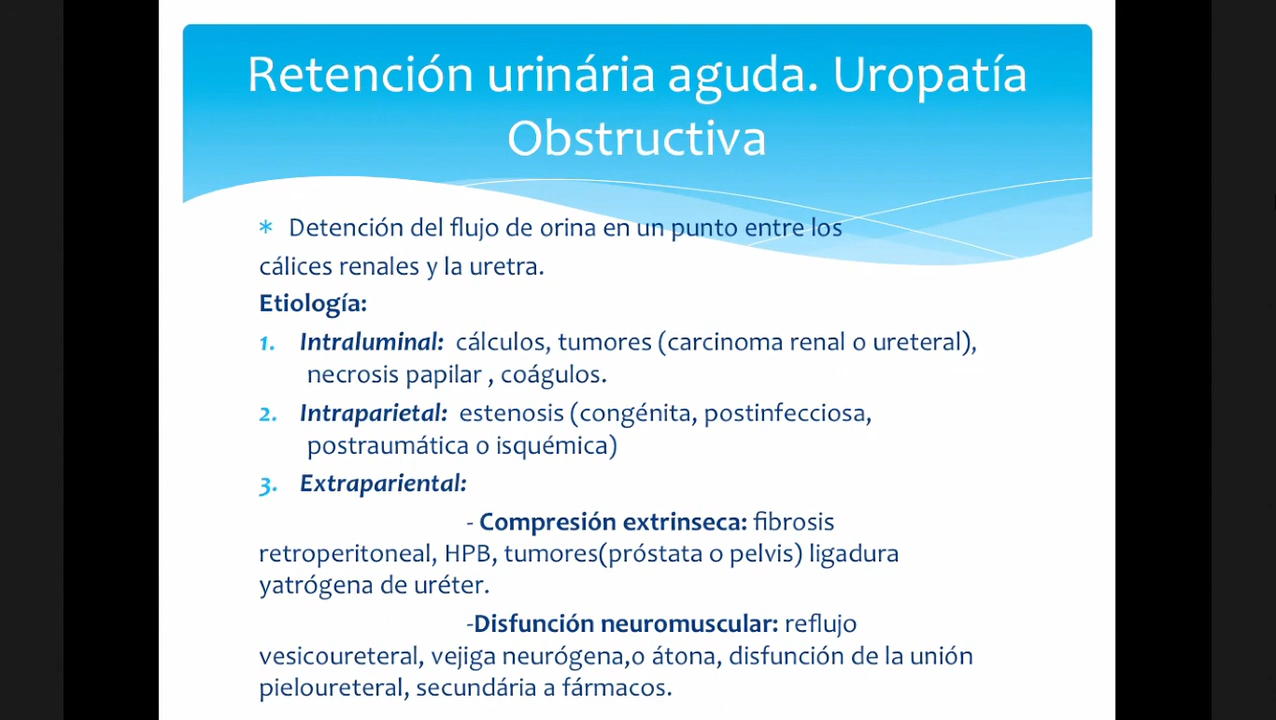 Retención urinária aguda. Uropatía
Obstructiva
* Detención del flujo de orina en un punto entre los
cálices renales y la uretra.
Etiología:
1. Intraluminal: cálculos, tumores (carcinoma renal o ureteral),
necrosis papilar , coágulos.
2. Intraparietal: estenosis (congénita, postinfecciosa,
postraumática o isquémica)
3. Extrapariental:
- Compresión extrinseca: fibrosis
retroperitoneal, HPB, tumores(próstata o pelvis) ligadura
yatrógena de uréter.
-Disfunción neuromuscular: reflujo
vesicoureteral, vejiga neurógena,o átona, disfunción de la unión
pieloureteral, secundária a fármacos.